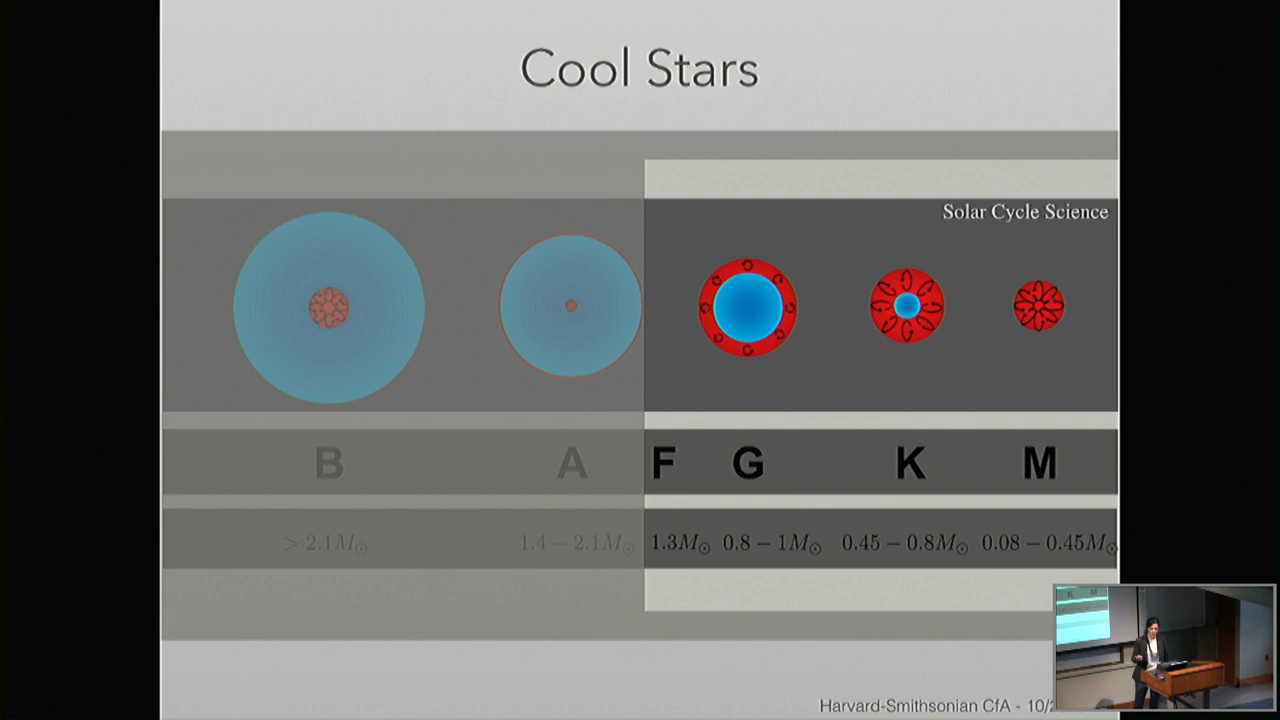 Cool Stars
Solar Cycle Science
B A F G K M
> 2.1M☉ 1.4 – 2.1M☉ 1.3M☉ 0.8 – 1M☉ 0.45 – 0.8M☉ 0.08 – 0.45M☉
Harvard-Smithsonian CfA - 10/
K M